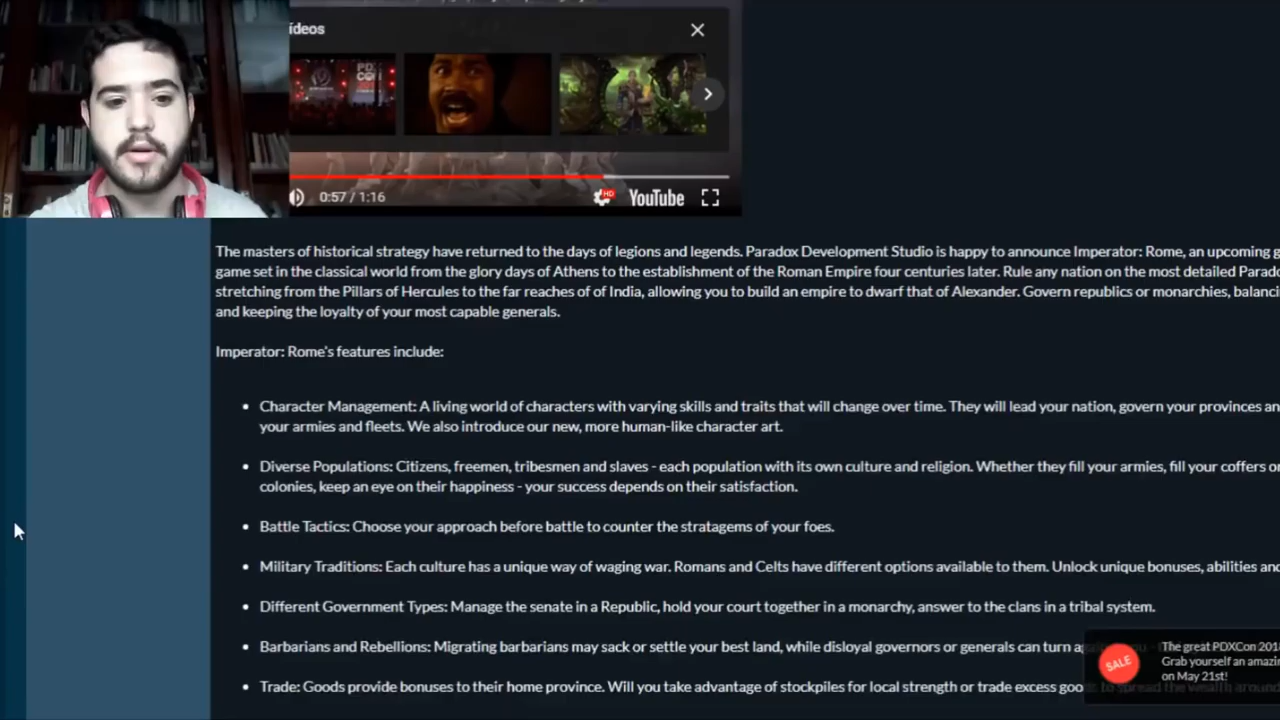 ídeos
PD
CO
0:57 / 1:16
HD
YouTube
The masters of historical strategy have returned to the days of legions and legends. Paradox Development Studio is happy to announce Imperator: Rome, an upcoming g
game set in the classical world from the glory days of Athens to the establishment of the Roman Empire four centuries later. Rule any nation on the most detailed Parado
stretching from the Pillars of Hercules to the far reaches of of India, allowing you to build an empire to dwarf that of Alexander. Govern republics or monarchies, balanci
and keeping the loyalty of your most capable generals.
Imperator: Rome's features include:
• Character Management: A living world of characters with varying skills and traits that will change over time. They will lead your nation, govern your provinces an
your armies and fleets. We also introduce our new, more human-like character art.
• Diverse Populations: Citizens, freemen, tribesmen and slaves - each population with its own culture and religion. Whether they fill your armies, fill your coffers or
colonies, keep an eye on their happiness - your success depends on their satisfaction.
• Battle Tactics: Choose your approach before battle to counter the stratagems of your foes.
• Military Traditions: Each culture has a unique way of waging war. Romans and Celts have different options available to them. Unlock unique bonuses, abilities and
• Different Government Types: Manage the senate in a Republic, hold your court together in a monarchy, answer to the clans in a tribal system.
• Barbarians and Rebellions: Migrating barbarians may sack or settle your best land, while disloyal governors or generals can turn against you
• Trade: Goods provide bonuses to their home province. Will you take advantage of stockpiles for local strength or trade excess goods to spread the wealth around
SALE
The great PDXCon 2018
Grab yourself an amazin
on May 21st!